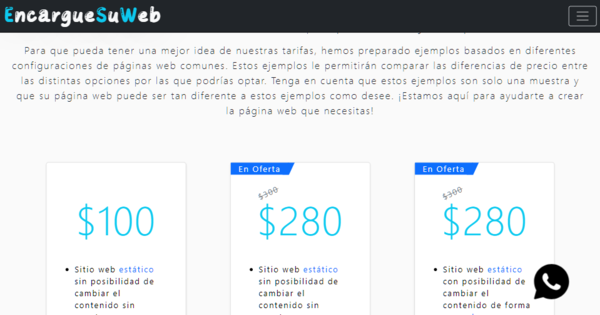 EncargueSuWeb
Para que pueda tener una mejor idea de nuestras tarifas, hemos preparado ejemplos basados en diferentes
configuraciones de páginas web comunes. Estos ejemplos le permitirán comparar las diferencias de precio entre
las distintas opciones por las que podrías optar. Tenga en cuenta que estos ejemplos son solo una muestra y
que su página web puede ser tan diferente a estos ejemplos como desee. ¡Estamos aquí para ayudarte a crear
la página web que necesitas!
$100
Sitio web estático
sin posibilidad de
cambiar el
contenido sin
En Oferta
$300
$280
Sitio web estático
sin posibilidad de
cambiar el
contenido sin
En Oferta
$300
$280
Sitio web estático
con posibilidad de
cambiar el
contenido de forma